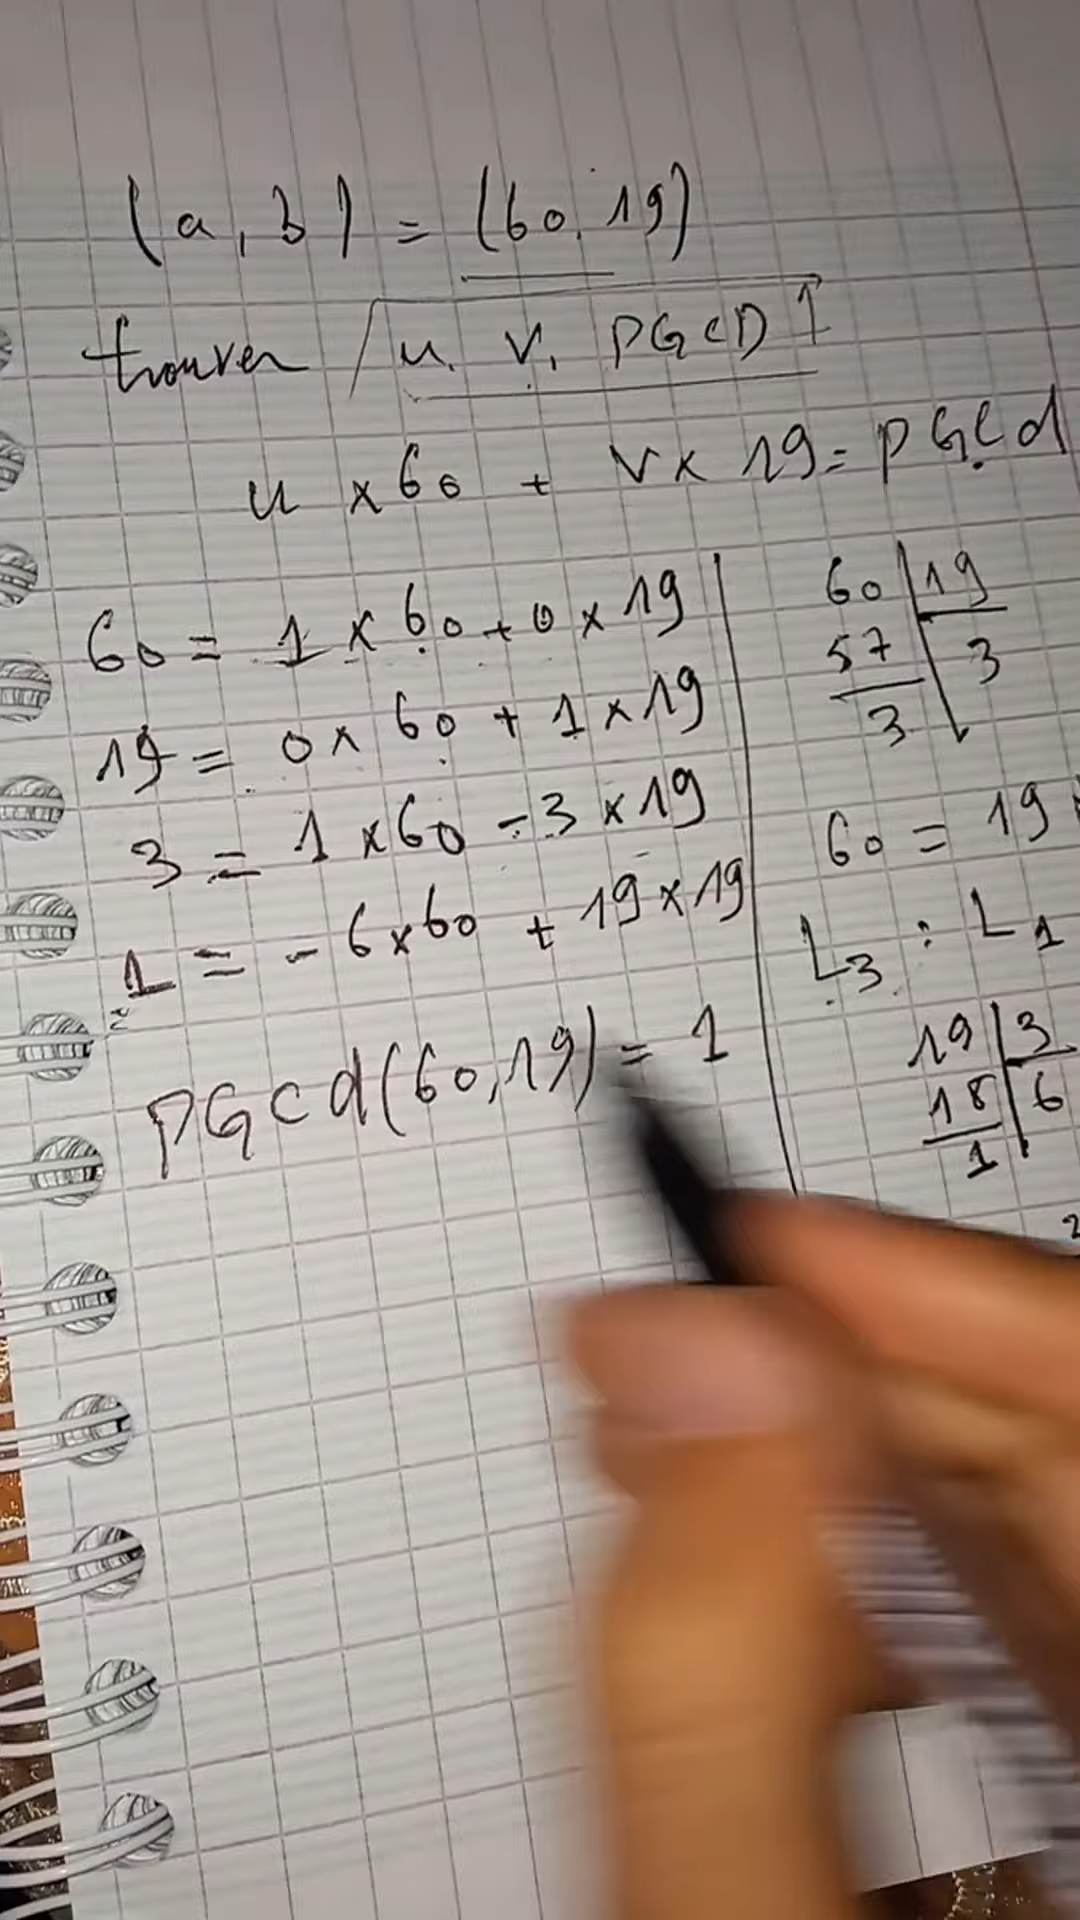 (a, b) = (60, 19)
trouver u, v, PGCD
u × 60 + v × 19 = PGCd
60 = 1 × 60 + 0 × 19
19 = 0 × 60 + 1 × 19
3 = 1 × 60 - 3 × 19
1 = - 6 × 60 + 19 × 19
PGCd(60, 19) = 1
60 | 19
57 | 3
3
60 = 19
L3 : L1
19 | 3
18 | 6
1